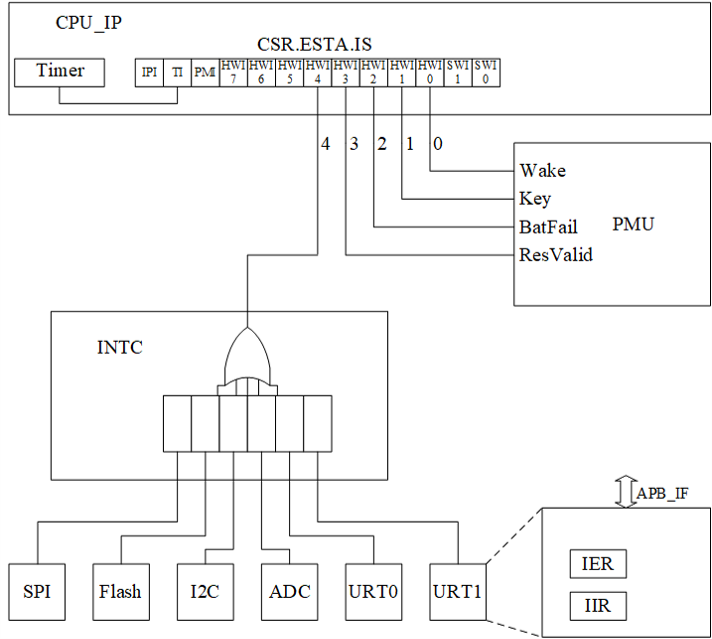 CPU_IP
CSR.ESTA.IS
Timer
IPI TI PMI HWI 7 HWI 6 HWI 5 HWI 4 HWI 3 HWI 2 HWI 1 HWI 0 SWI 1 SWI 0
4 3 2 1 0
Wake
Key
BatFail
PMU
ResValid
INTC
APB_IF
SPI Flash I2C ADC URT0 URT1
IER
IIR